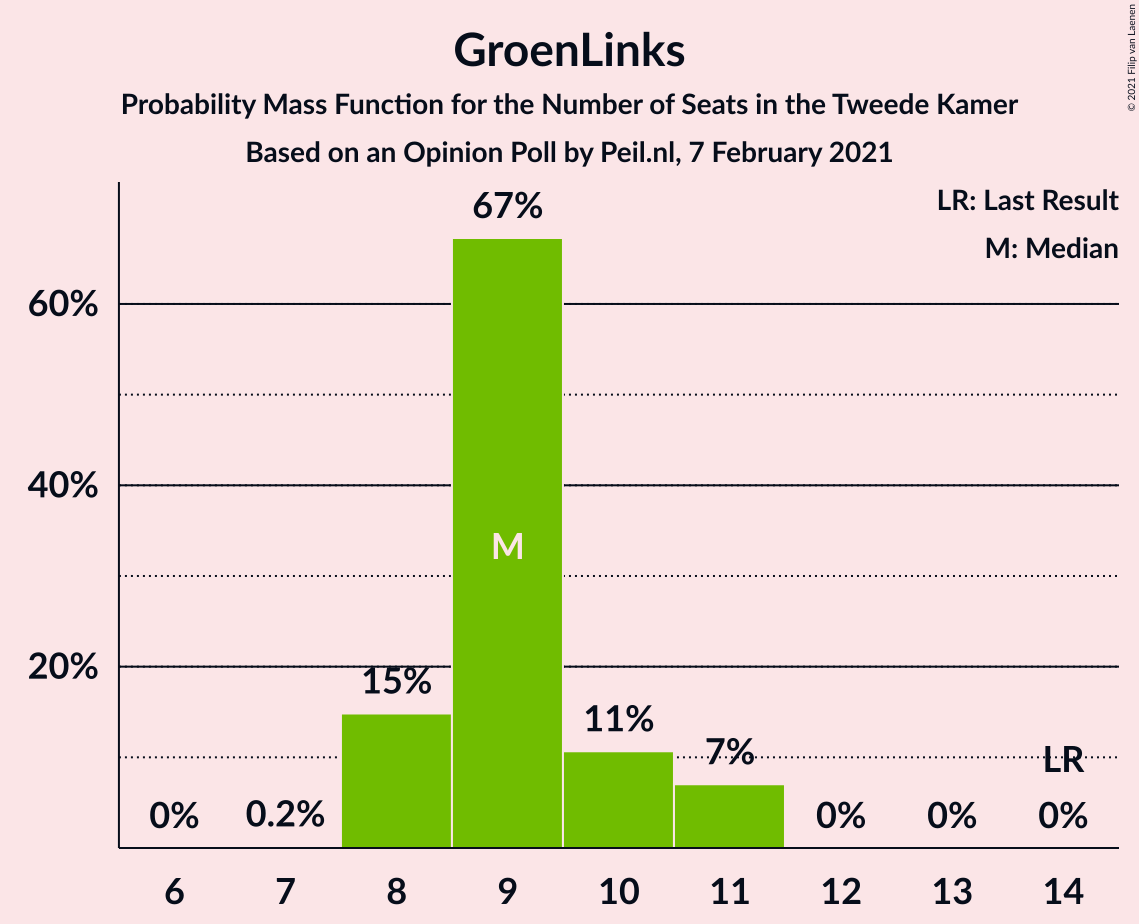 GroenLinks
Probability Mass Function for the Number of Seats in the Tweede Kamer
Based on an Opinion Poll by Peil.nl, 7 February 2021
© 2021 Filip van Laenen
LR: Last Result
M: Median
67%
60%
40%
M
20%
15%
11%
7%
LR
0%
0.2%
0%
0%
0%
6
7
8
9
10
11
12
13
14